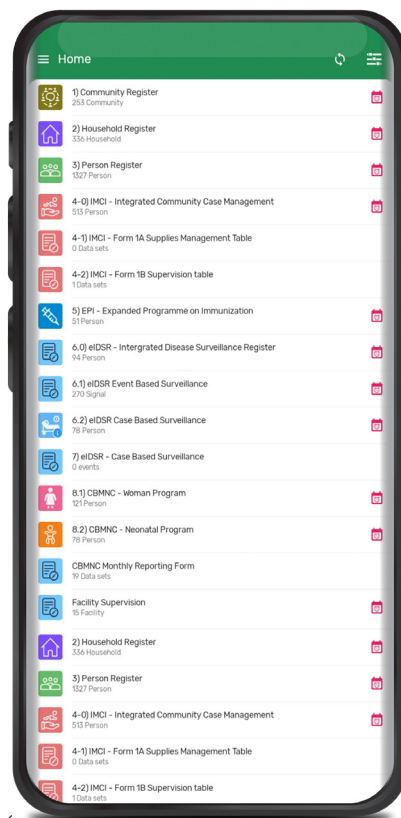 Home
1) Community Register
253 Community
2) Household Register
336 Household
3) Person Register
1327 Person
4-0) IMCI - Integrated Community Case Management
513 Person
4-1) IMCI - Form 1A Supplies Management Table
0 Data sets
4-2) IMCI - Form 1B Supervision table
1 Data sets
5) EPI - Expanded Programme on Immunization
51 Person
6.0) eIDSR - Intergrated Disease Surveillance Register
94 Person
6.1) eIDSR Event Based Surveillance
270 Signal
6.2) eIDSR Case Based Surveillance
78 Person
7) eIDSR - Case Based Surveillance
0 events
8.1) CBMNC - Woman Program
121 Person
8.2) CBMNC - Neonatal Program
78 Person
CBMNC Monthly Reporting Form
19 Data sets
Facility Supervision
15 Facility
2) Household Register
336 Household
3) Person Register
1327 Person
4-0) IMCI - Integrated Community Case Management
513 Person
4-1) IMCI - Form 1A Supplies Management Table
0 Data sets
4-2) IMCI - Form 1B Supervision table
1 Data sets